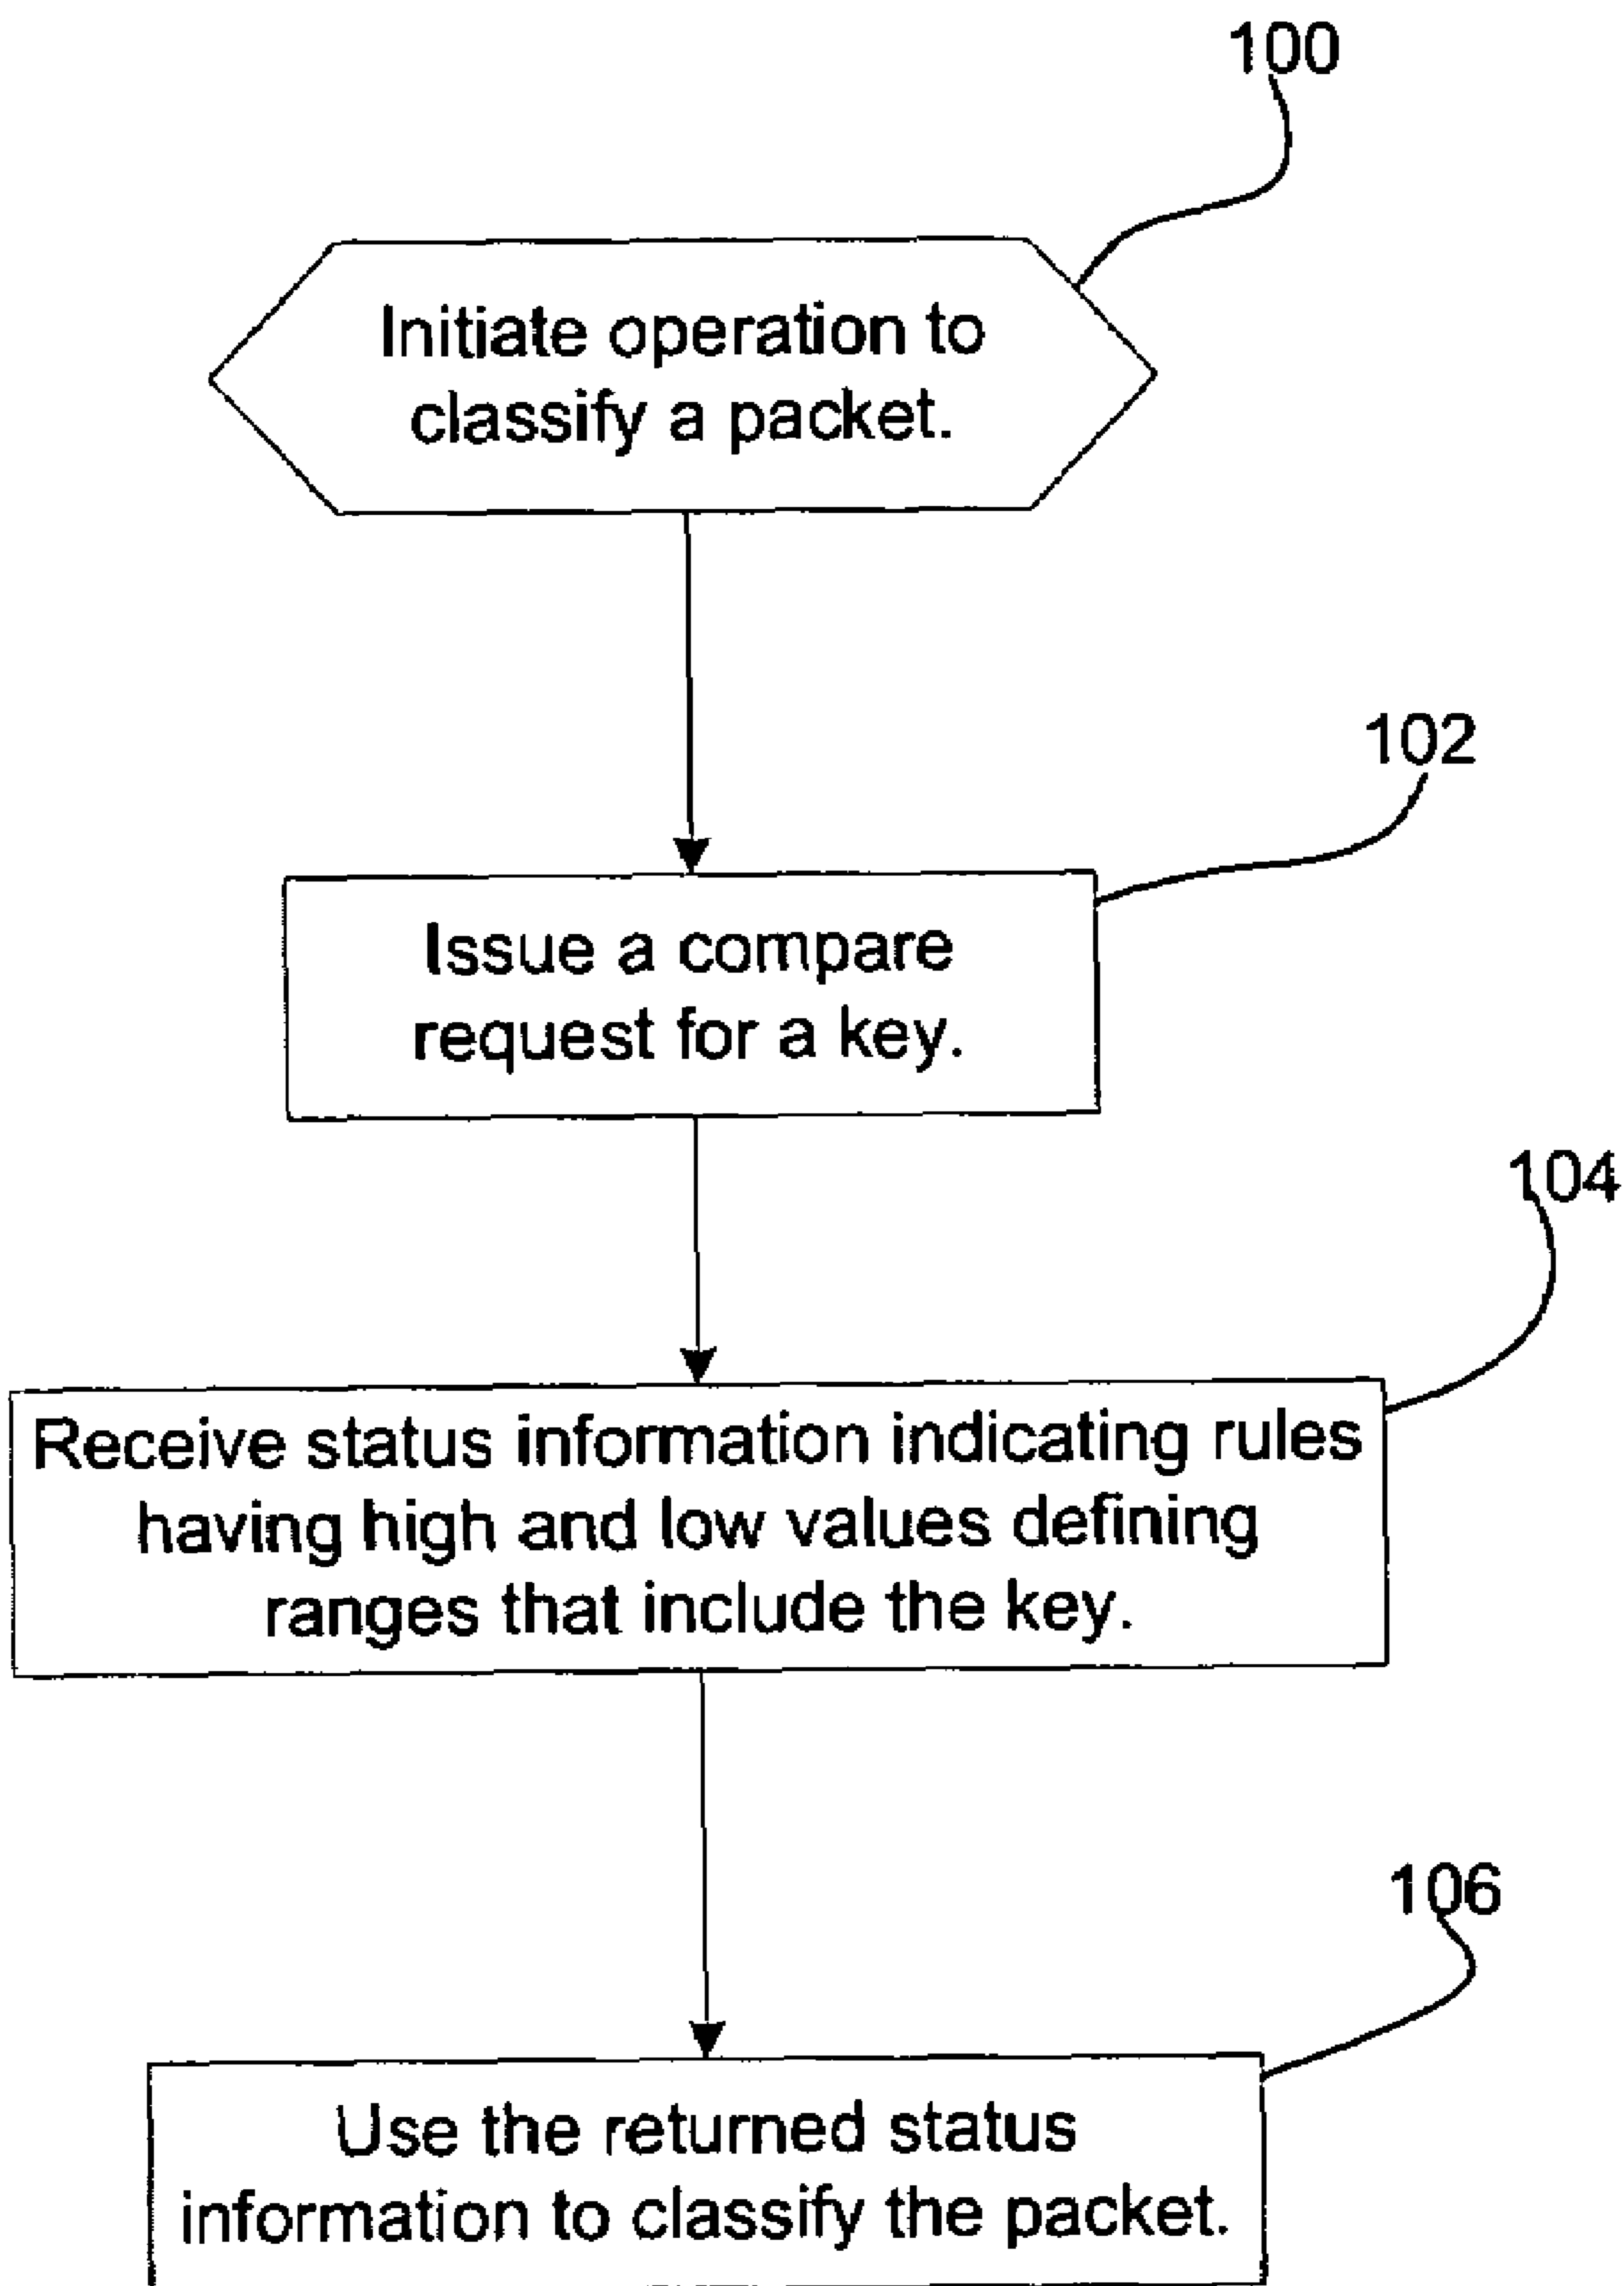 100
Initiate operation to
classify a packet.
102
Issue a compare
request for a key.
104
Receive status information indicating rules
having high and low values defining
ranges that include the key.
106
Use the returned status
information to classify the packet.